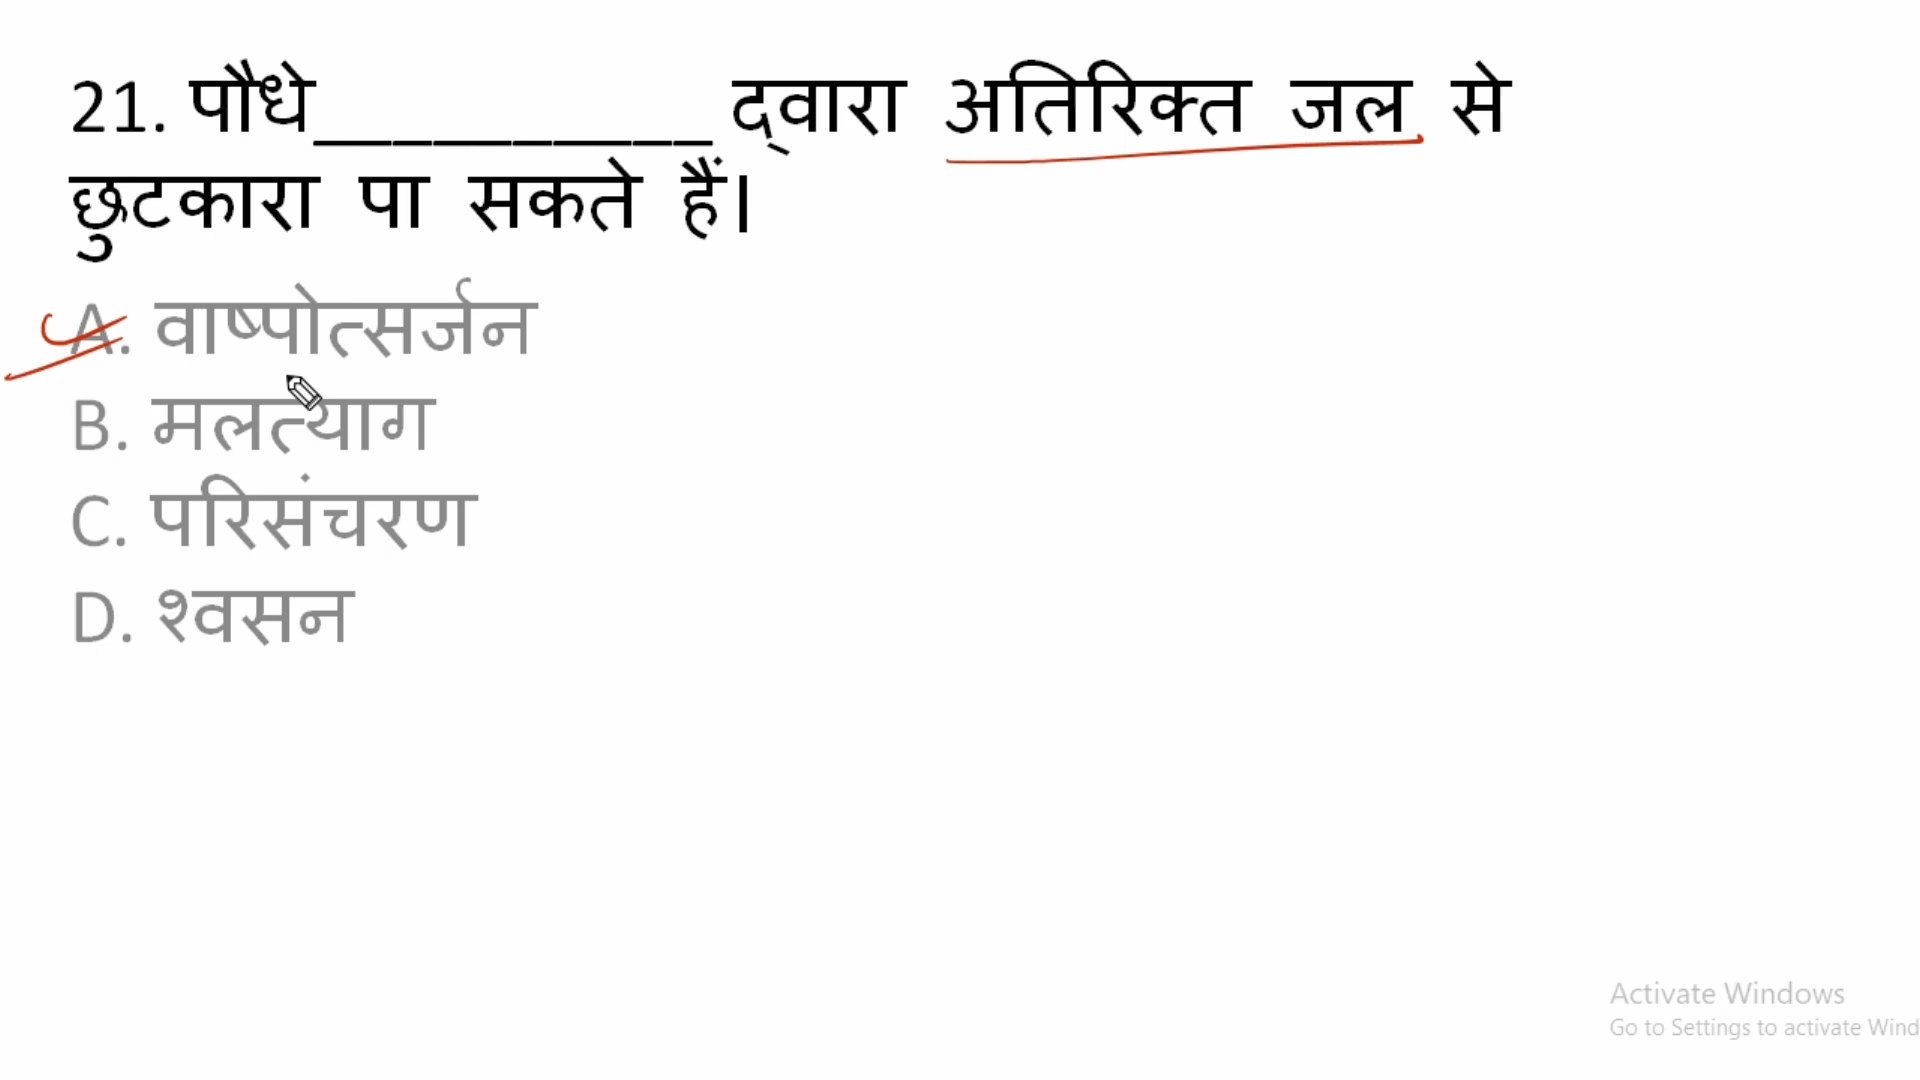 21. पौधे__________ द्वारा अतिरिक्त जल से
छुटकारा पा सकते हैं।
A. वाष्पोत्सर्जन
B. मलत्याग
C. परिसंचरण
D. श्वसन
Activate Windows
Go to Settings to activate Wind